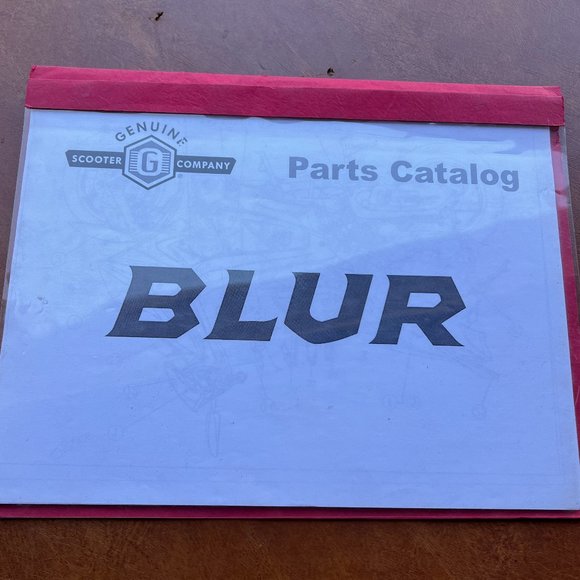 GENUINE
SCOOTER G COMPANY
Parts Catalog
BLUR